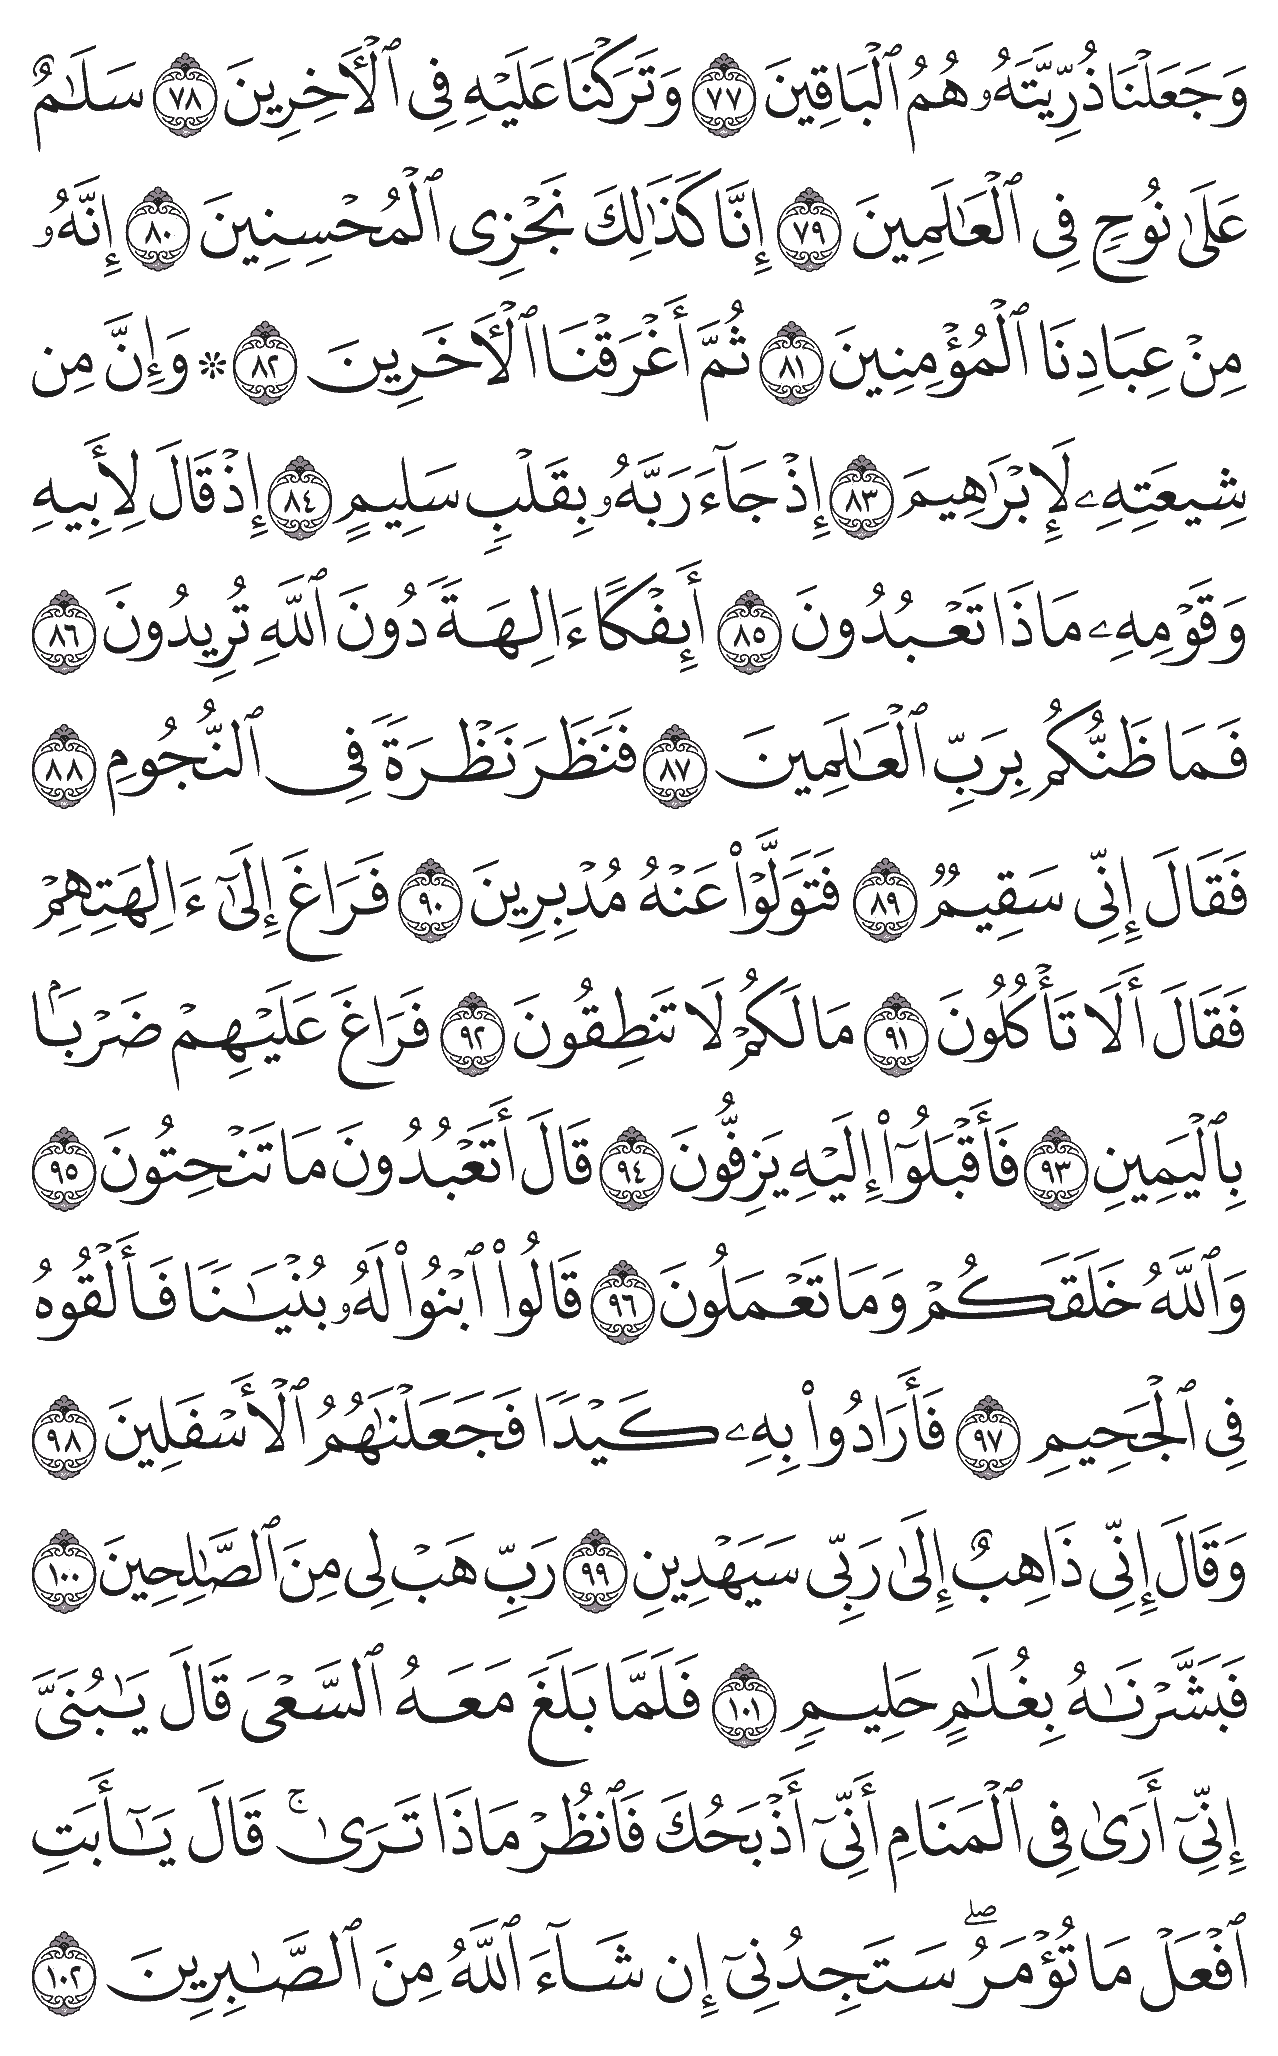 وَجَعَلْنَا ذُرِّيَّتَهُۥ هُمُ ٱلْبَاقِينَ ٧٧ وَتَرَكْنَا عَلَيْهِ فِى ٱلْأٓخِرِينَ ٧٨ سَلَٰمٌ
عَلَىٰ نُوحٍ فِى ٱلْعَٰلَمِينَ ٧٩ إِنَّا كَذَٰلِكَ نَجْزِى ٱلْمُحْسِنِينَ ٨٠ إِنَّهُۥ
مِنْ عِبَادِنَا ٱلْمُؤْمِنِينَ ٨١ ثُمَّ أَغْرَقْنَا ٱلْأٓخَرِينَ ٨٢ ۞ وَإِنَّ مِن
شِيعَتِهِۦ لَإِبْرَٰهِيمَ ٨٣ إِذْ جَآءَ رَبَّهُۥ بِقَلْبٍ سَلِيمٍ ٨٤ إِذْ قَالَ لِأَبِيهِ
وَقَوْمِهِۦ مَاذَا تَعْبُدُونَ ٨٥ أَئِفْكًا ءَالِهَةً دُونَ ٱللَّهِ تُرِيدُونَ ٨٦
فَمَا ظَنُّكُم بِرَبِّ ٱلْعَٰلَمِينَ ٨٧ فَنَظَرَ نَظْرَةً فِى ٱلنُّجُومِ ٨٨
فَقَالَ إِنِّى سَقِيمٌ ٨٩ فَتَوَلَّوْا۟ عَنْهُ مُدْبِرِينَ ٩٠ فَرَاغَ إِلَىٰٓ ءَالِهَتِهِمْ
فَقَالَ أَلَا تَأْكُلُونَ ٩١ مَا لَكُمْ لَا تَنطِقُونَ ٩٢ فَرَاغَ عَلَيْهِمْ ضَرْبًۢا
بِٱلْيَمِينِ ٩٣ فَأَقْبَلُوٓا۟ إِلَيْهِ يَزِفُّونَ ٩٤ قَالَ أَتَعْبُدُونَ مَا تَنْحِتُونَ ٩٥
وَٱللَّهُ خَلَقَكُمْ وَمَا تَعْمَلُونَ ٩٦ قَالُوا۟ ٱبْنُوا۟ لَهُۥ بُنْيَٰنًا فَأَلْقُوهُ
فِى ٱلْجَحِيمِ ٩٧ فَأَرَادُوا۟ بِهِۦ كَيْدًا فَجَعَلْنَٰهُمُ ٱلْأَسْفَلِينَ ٩٨
وَقَالَ إِنِّى ذَاهِبٌ إِلَىٰ رَبِّى سَيَهْدِينِ ٩٩ رَبِّ هَبْ لِى مِنَ ٱلصَّٰلِحِينَ ١٠٠
فَبَشَّرْنَٰهُ بِغُلَٰمٍ حَلِيمٍ ١٠١ فَلَمَّا بَلَغَ مَعَهُ ٱلسَّعْىَ قَالَ يَٰبُنَىَّ
إِنِّىٓ أَرَىٰ فِى ٱلْمَنَامِ أَنِّىٓ أَذْبَحُكَ فَٱنظُرْ مَاذَا تَرَىٰ ۚ قَالَ يَٰٓأَبَتِ
ٱفْعَلْ مَا تُؤْمَرُ ۖ سَتَجِدُنِىٓ إِن شَآءَ ٱللَّهُ مِنَ ٱلصَّٰبِرِينَ ١٠٢